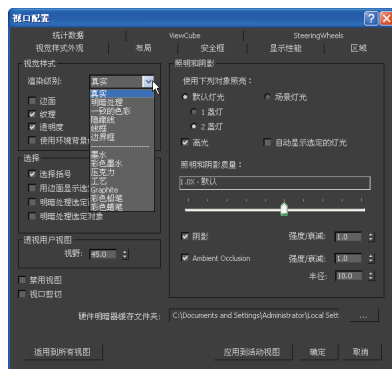 视口配置
统计数据 ViewCube SteeringWheels
视觉样式外观 布局 安全框 显示性能 区域
视觉样式
渲染级别: 真实
真实
明暗处理
一致的色彩
隐藏线
线框
边界框
--------------------
墨水
彩色墨水
压克力
工艺
Graphite
彩色铅笔
彩色蜡笔
边面
纹理
透明度
使用环境背景
选择
选择括号
用边面显示选
明暗处理选定
明暗处理选定对象
透视用户视图
视野: 45.0
禁用视图
视口剪切
照明和阴影
使用下列对象照亮:
默认灯光 场景灯光
1 盏灯
2 盏灯
高光 自动显示选定的灯光
照明和阴影质量:
1.0X - 默认
阴影 强度/衰减: 1.0
Ambient Occlusion 强度/衰减: 1.0
半径: 10.0
硬件明暗器缓存文件夹: C:\Documents and Settings\Administrator\Local Sett ...
适用到所有视图 应用到活动视图 确定 取消